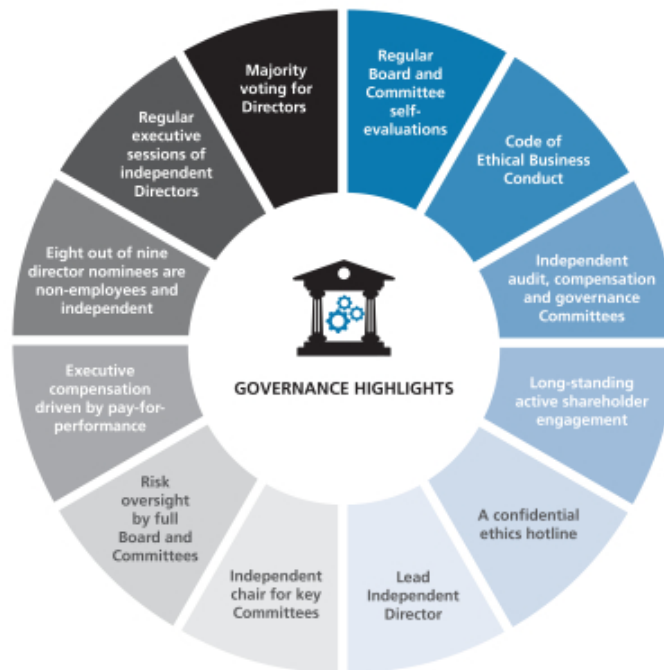 Majority
voting for
Directors
Regular
Board and
Committee
self-
evaluations
Code of
Ethical Business
Conduct
Independent
audit, compensation
and governance
Committees
Long-standing
active shareholder
engagement
A confidential
ethics hotline
Lead
Independent
Director
Independent
chair for key
Committees
Risk
oversight
by full
Board and
Committees
Executive
compensation
driven by pay-for-
performance
Eight out of nine
director nominees are
non-employees and
independent
Regular
executive
sessions of
independent
Directors
GOVERNANCE HIGHLIGHTS